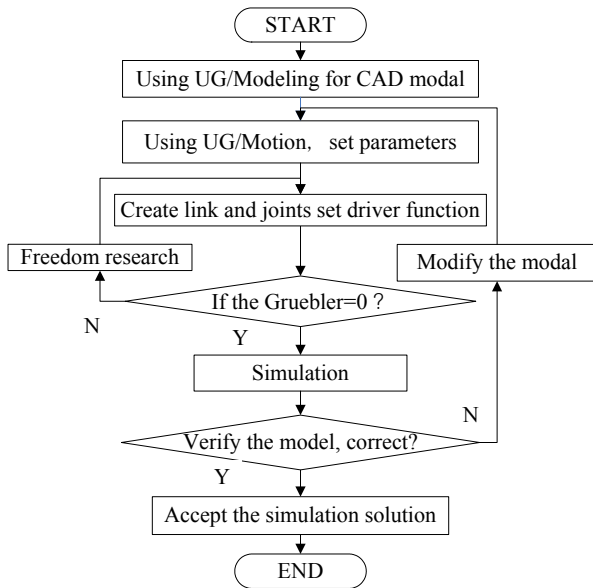 START
Using UG/Modeling for CAD modal
Using UG/Motion, set parameters
Create link and joints set driver function
Freedom research
Modify the modal
If the Gruebler=0 ?
N
Y
Simulation
N
Verify the model, correct?
Y
Accept the simulation solution
END